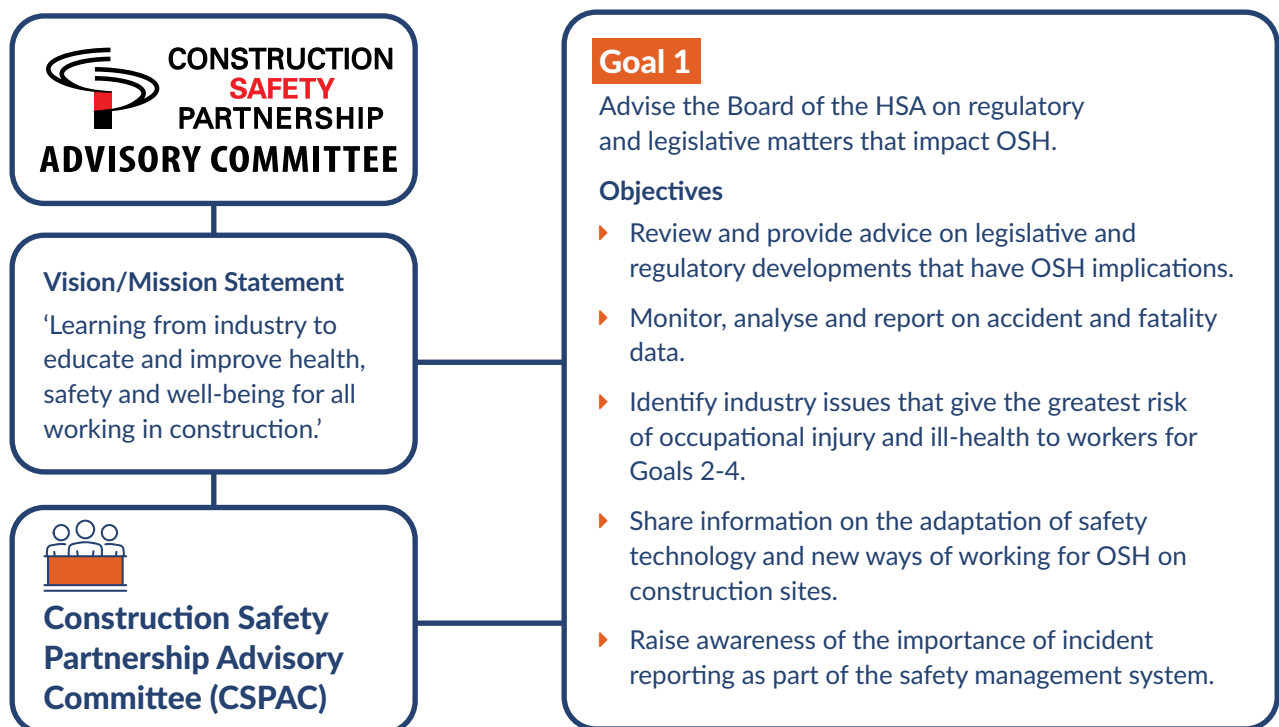 CONSTRUCTION
SAFETY
PARTNERSHIP
ADVISORY COMMITTEE
Vision/Mission Statement
‘Learning from industry to
educate and improve health,
safety and well-being for all
working in construction.’
Construction Safety
Partnership Advisory
Committee (CSPAC)
Goal 1
Advise the Board of the HSA on regulatory
and legislative matters that impact OSH.
Objectives
Review and provide advice on legislative and
regulatory developments that have OSH implications.
Monitor, analyse and report on accident and fatality
data.
Identify industry issues that give the greatest risk
of occupational injury and ill-health to workers for
Goals 2-4.
Share information on the adaptation of safety
technology and new ways of working for OSH on
construction sites.
Raise awareness of the importance of incident
reporting as part of the safety management system.